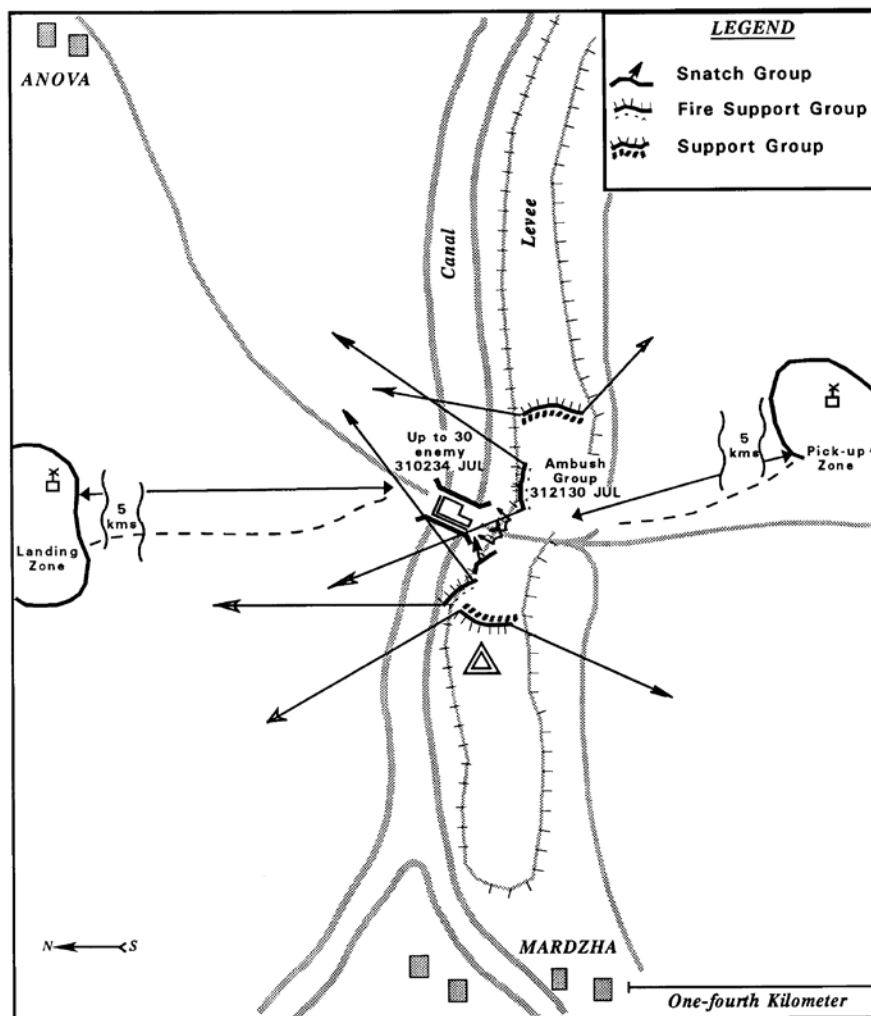 ANOVA
LEGEND
Snatch Group
Fire Support Group
Support Group
Canal
Levee
Up to 30
enemy
310234 JUL
Ambush
Group
312130 JUL
5
kms
Pick-up
Zone
5
kms
Landing
Zone
N
S
MARDZHA
One-fourth Kilometer